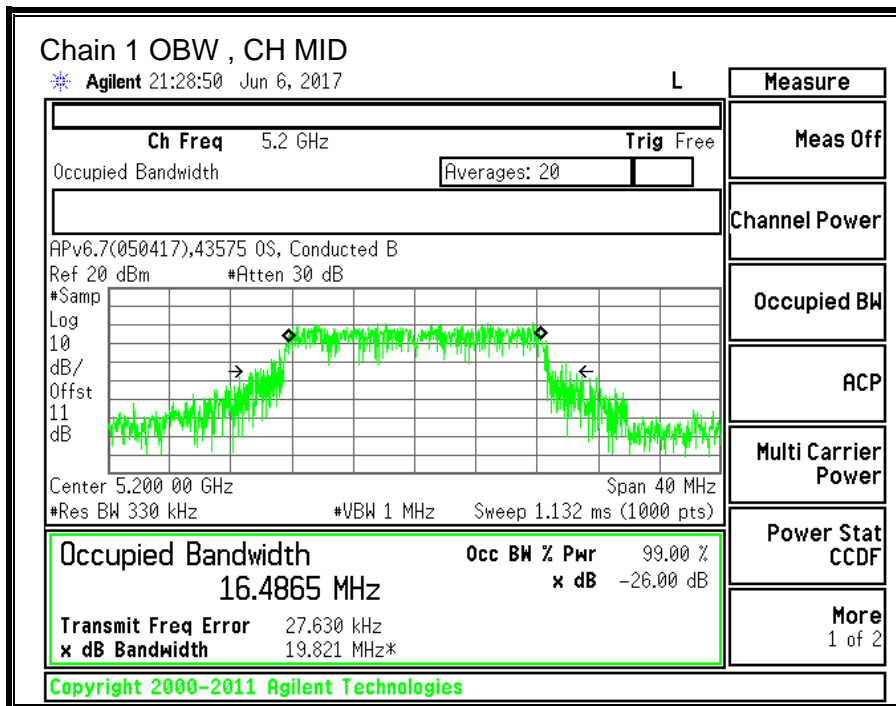 Chain 1 OBW , CH MID
Agilent 21:28:50 Jun 6, 2017 L
Measure
Ch Freq 5.2 GHz Trig Free
Occupied Bandwidth Averages: 20
APv6.7(050417),43575 OS, Conducted B
Ref 20 dBm #Atten 30 dB
#Samp
Log
10
dB/
Offst
11
dB
Center 5.200 00 GHz Span 40 MHz
#Res BW 330 kHz #VBW 1 MHz Sweep 1.132 ms (1000 pts)
Occupied Bandwidth
16.4865 MHz
Occ BW % Pwr 99.00 %
x dB -26.00 dB
Transmit Freq Error 27.630 kHz
x dB Bandwidth 19.821 MHz*
Meas Off
Channel Power
Occupied BW
ACP
Multi Carrier
Power
Power Stat
CCDF
More
1 of 2
Copyright 2000-2011 Agilent Technologies